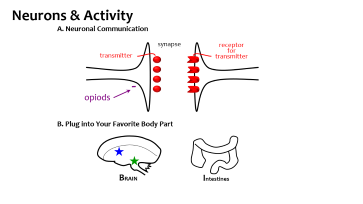 Neurons & Activity
A. Neuronal Communication
synapse
transmitter
receptor
for
transmitter
-
opiods
B. Plug into Your Favorite Body Part
BRAIN
Intestines